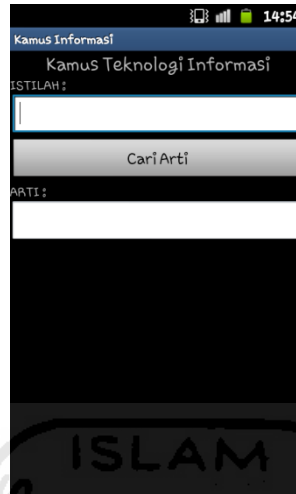 14:54
Kamus Informasi
Kamus Teknologi Informasi
ISTILAH:
Cari Arti
ARTI:
ISLAM